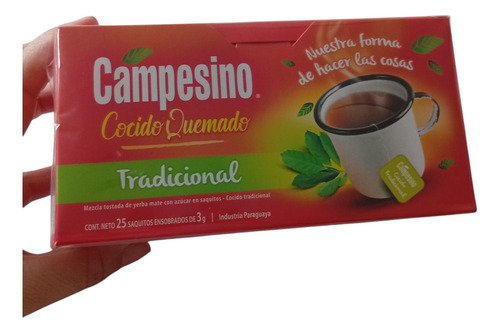 Campesino®
Cocido Quemado
Tradicional
Mezcla tostada de yerba mate con azúcar en saquitos - Cocido tradicional
CONT. NETO 25 SAQUITOS ENSOBRADOS DE 3g | Industria Paraguaya
Nuestra forma
de hacer las cosas
Campesino